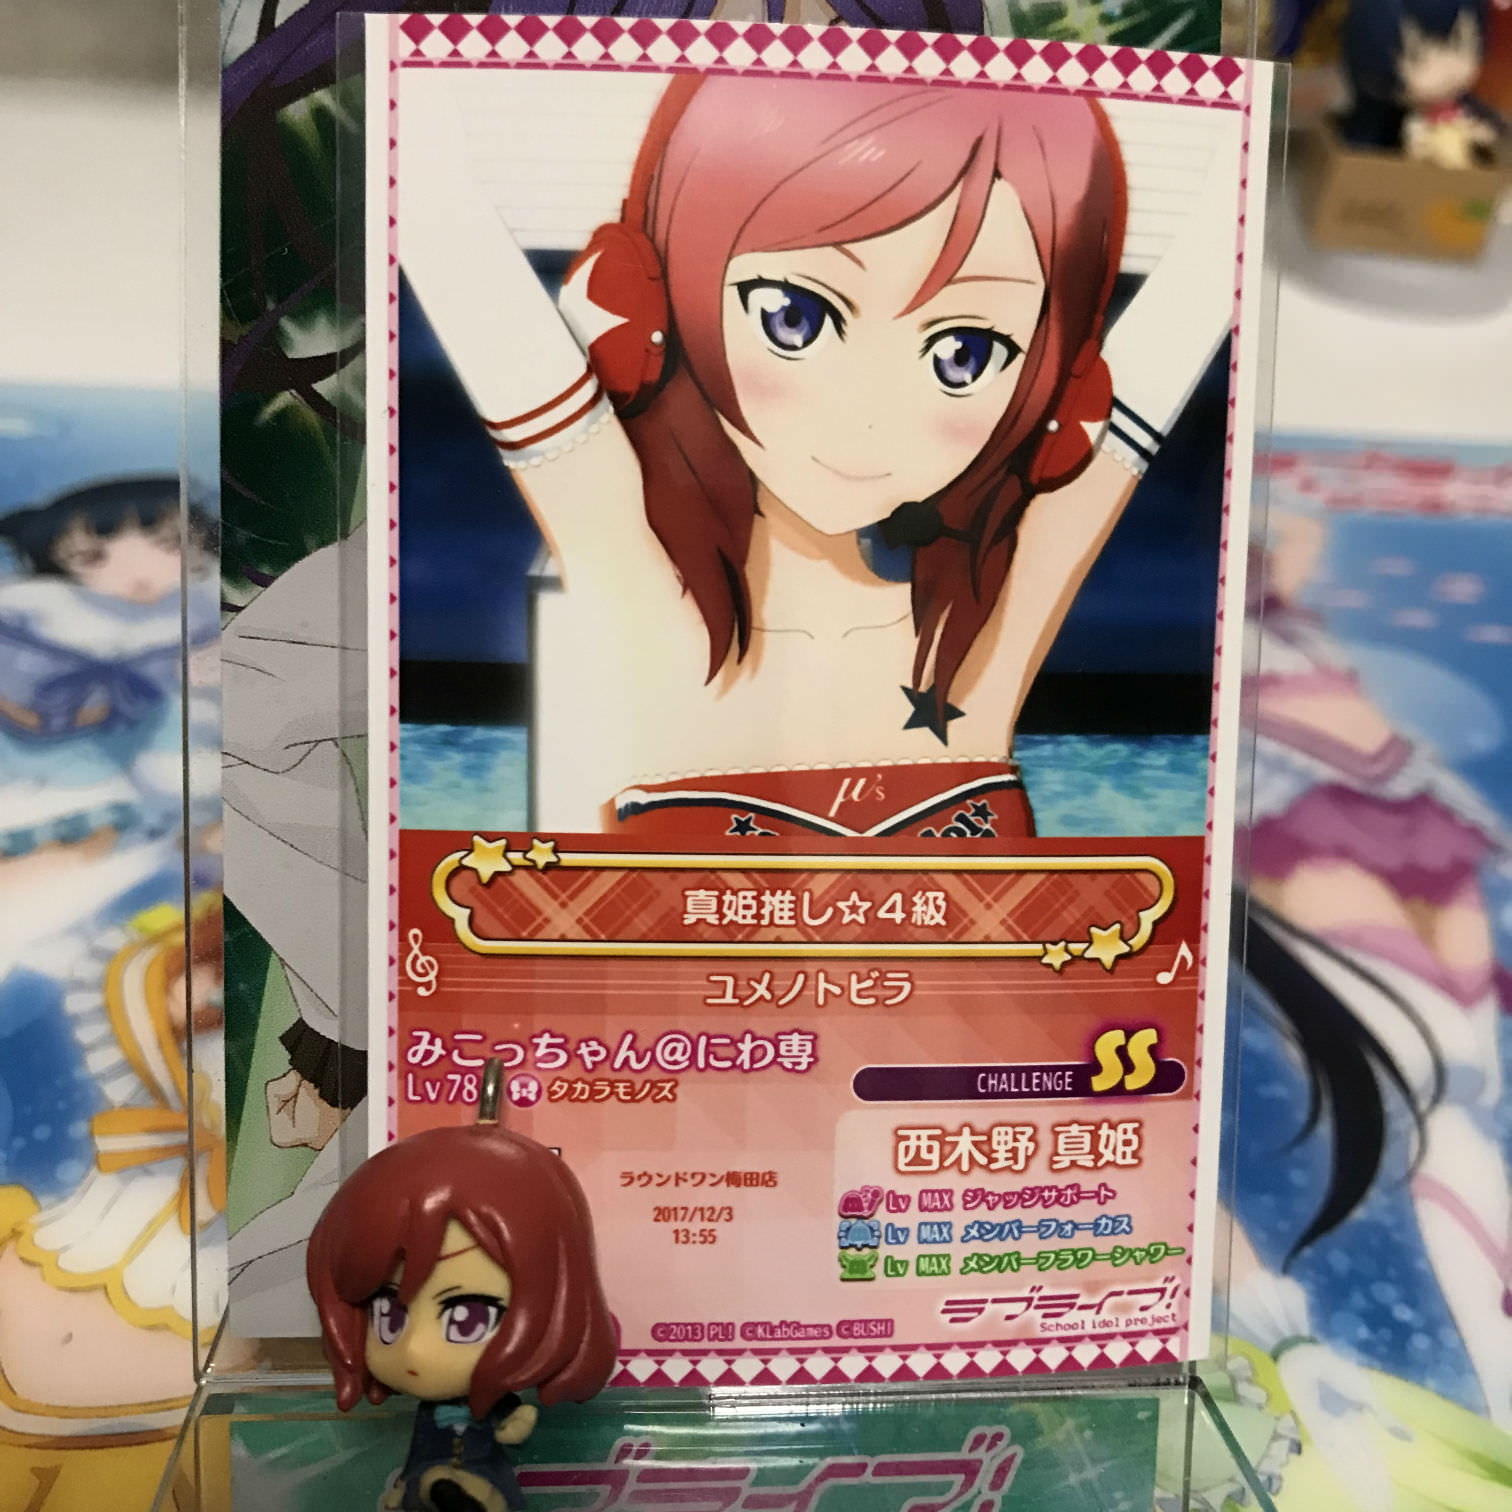 μ's
真姫推し☆4級
ユメノトビラ
みこっちゃん@にわ専
Lv78 タカラモノズ
CHALLENGE SS
西木野 真姫
Lv MAX ジャッジサポート
Lv MAX メンバーフォーカス
Lv MAX メンバーフラワーシャワー
ラウンドワン梅田店
2017/12/3
13:55
ラブライブ!
School idol project
©2013 PL! ©KLabGames ©BUSHI
ラブライブ!